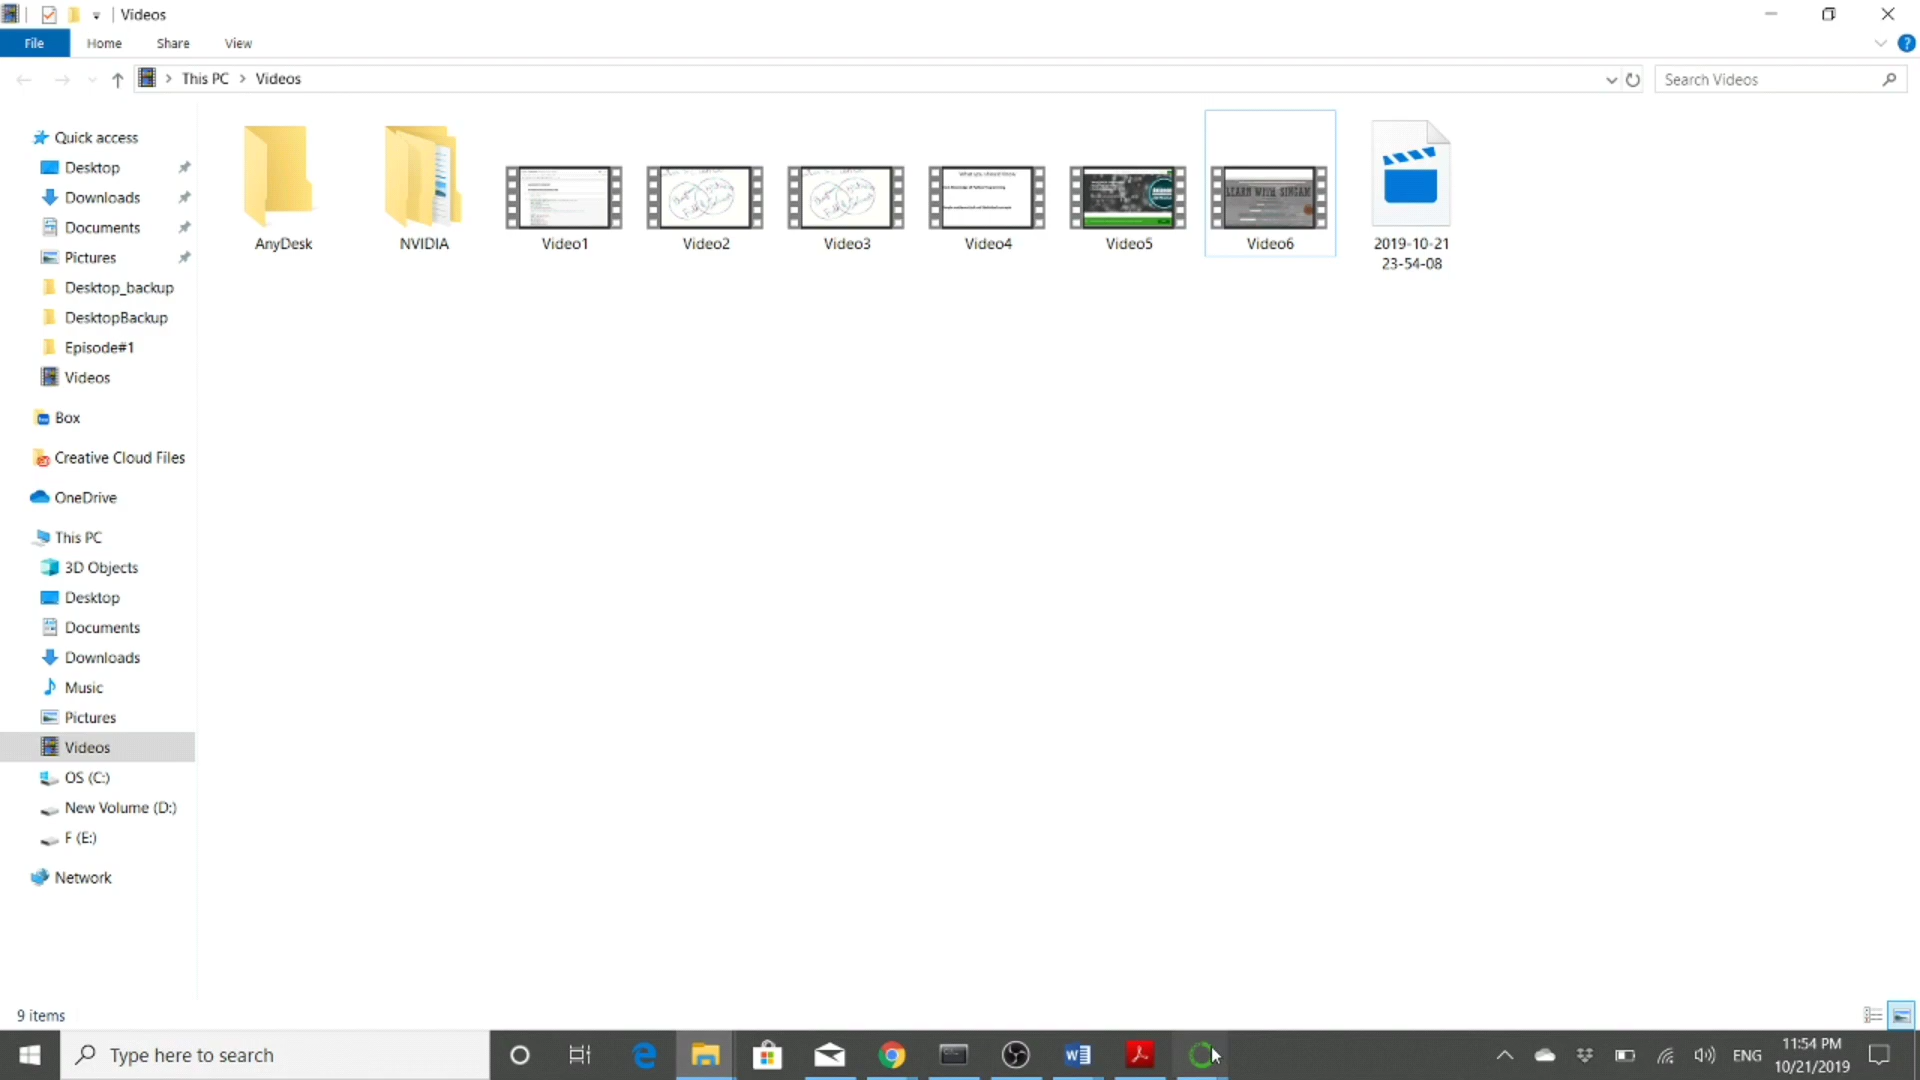 Videos
File Home Share View
This PC Videos
Search Videos
Quick access
Desktop
Downloads
Documents
Pictures
Desktop_backup
DesktopBackup
Episode#1
Videos
Box
Creative Cloud Files
OneDrive
This PC
3D Objects
Desktop
Documents
Downloads
Music
Pictures
Videos
OS (C:)
New Volume (D:)
F (E:)
Network
LEARN WITH SINGAM
AnyDesk NVIDIA Video1 Video2 Video3 Video4 Video5 Video6 2019-10-21
23-54-08
9 items
Type here to search
ENG
11:54 PM
10/21/2019